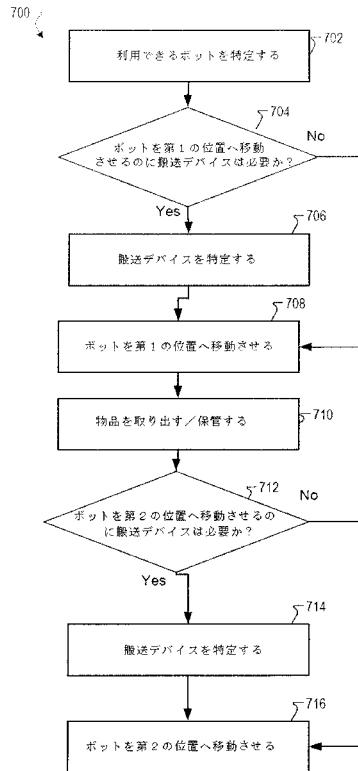 700
702
利用できるボットを特定する
704
ボットを第１の位置へ移動
させるのに搬送デバイスは必要か？
No
Yes
706
搬送デバイスを特定する
708
ボットを第１の位置へ移動させる
物品を取り出す／保管する
710
712
ボットを第２の位置へ移動させるの
に搬送デバイスは必要か？
No
Yes
714
搬送デバイスを特定する
716
ボットを第２の位置へ移動させる